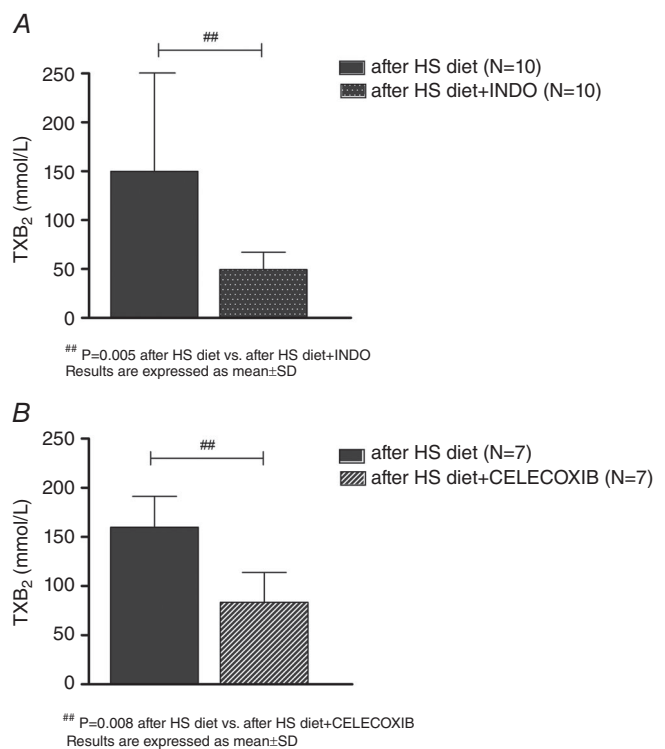 A
##
after HS diet (N=10)
after HS diet+INDO (N=10)
250
200
150
100
50
0
TXB2 (mmol/L)
## P=0.005 after HS diet vs. after HS diet+INDO
Results are expressed as mean±SD
B
##
after HS diet (N=7)
after HS diet+CELECOXIB (N=7)
250
200
150
100
50
0
TXB2 (mmol/L)
## P=0.008 after HS diet vs. after HS diet+CELECOXIB
Results are expressed as mean±SD